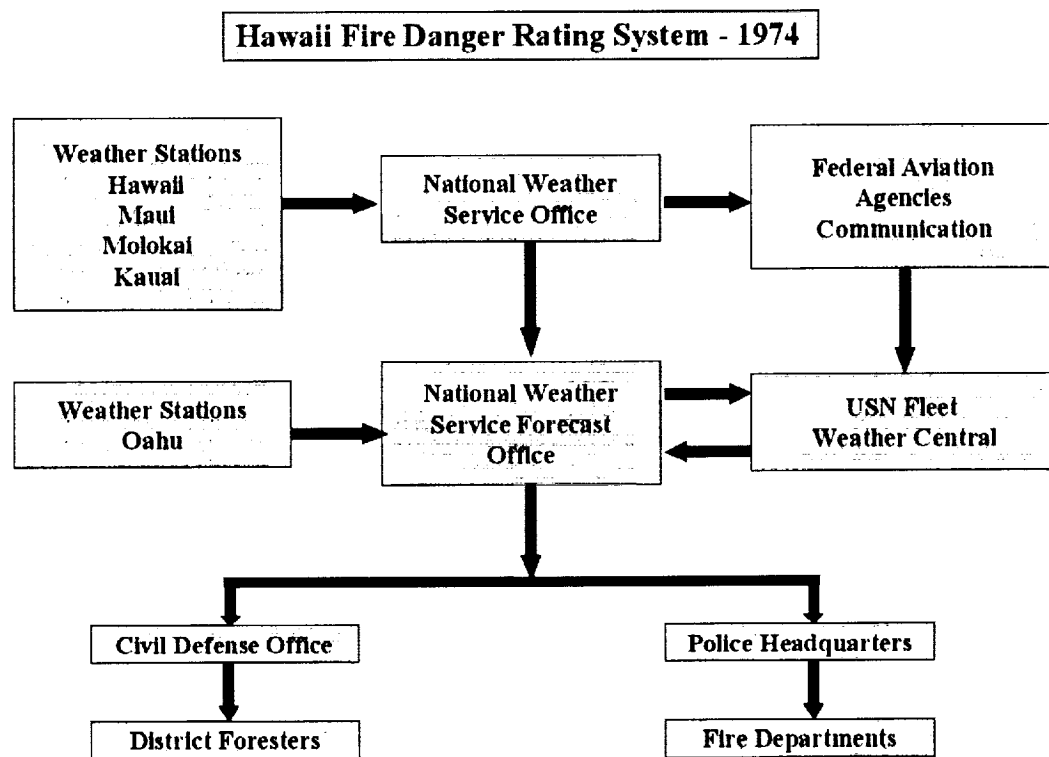 Hawaii Fire Danger Rating System - 1974
Weather Stations
Hawaii
Maui
Molokai
Kauai
National Weather
Service Office
Federal Aviation
Agencies
Communication
Weather Stations
Oahu
National Weather
Service Forecast
Office
USN Fleet
Weather Central
Civil Defense Office
Police Headquarters
District Foresters
Fire Departments